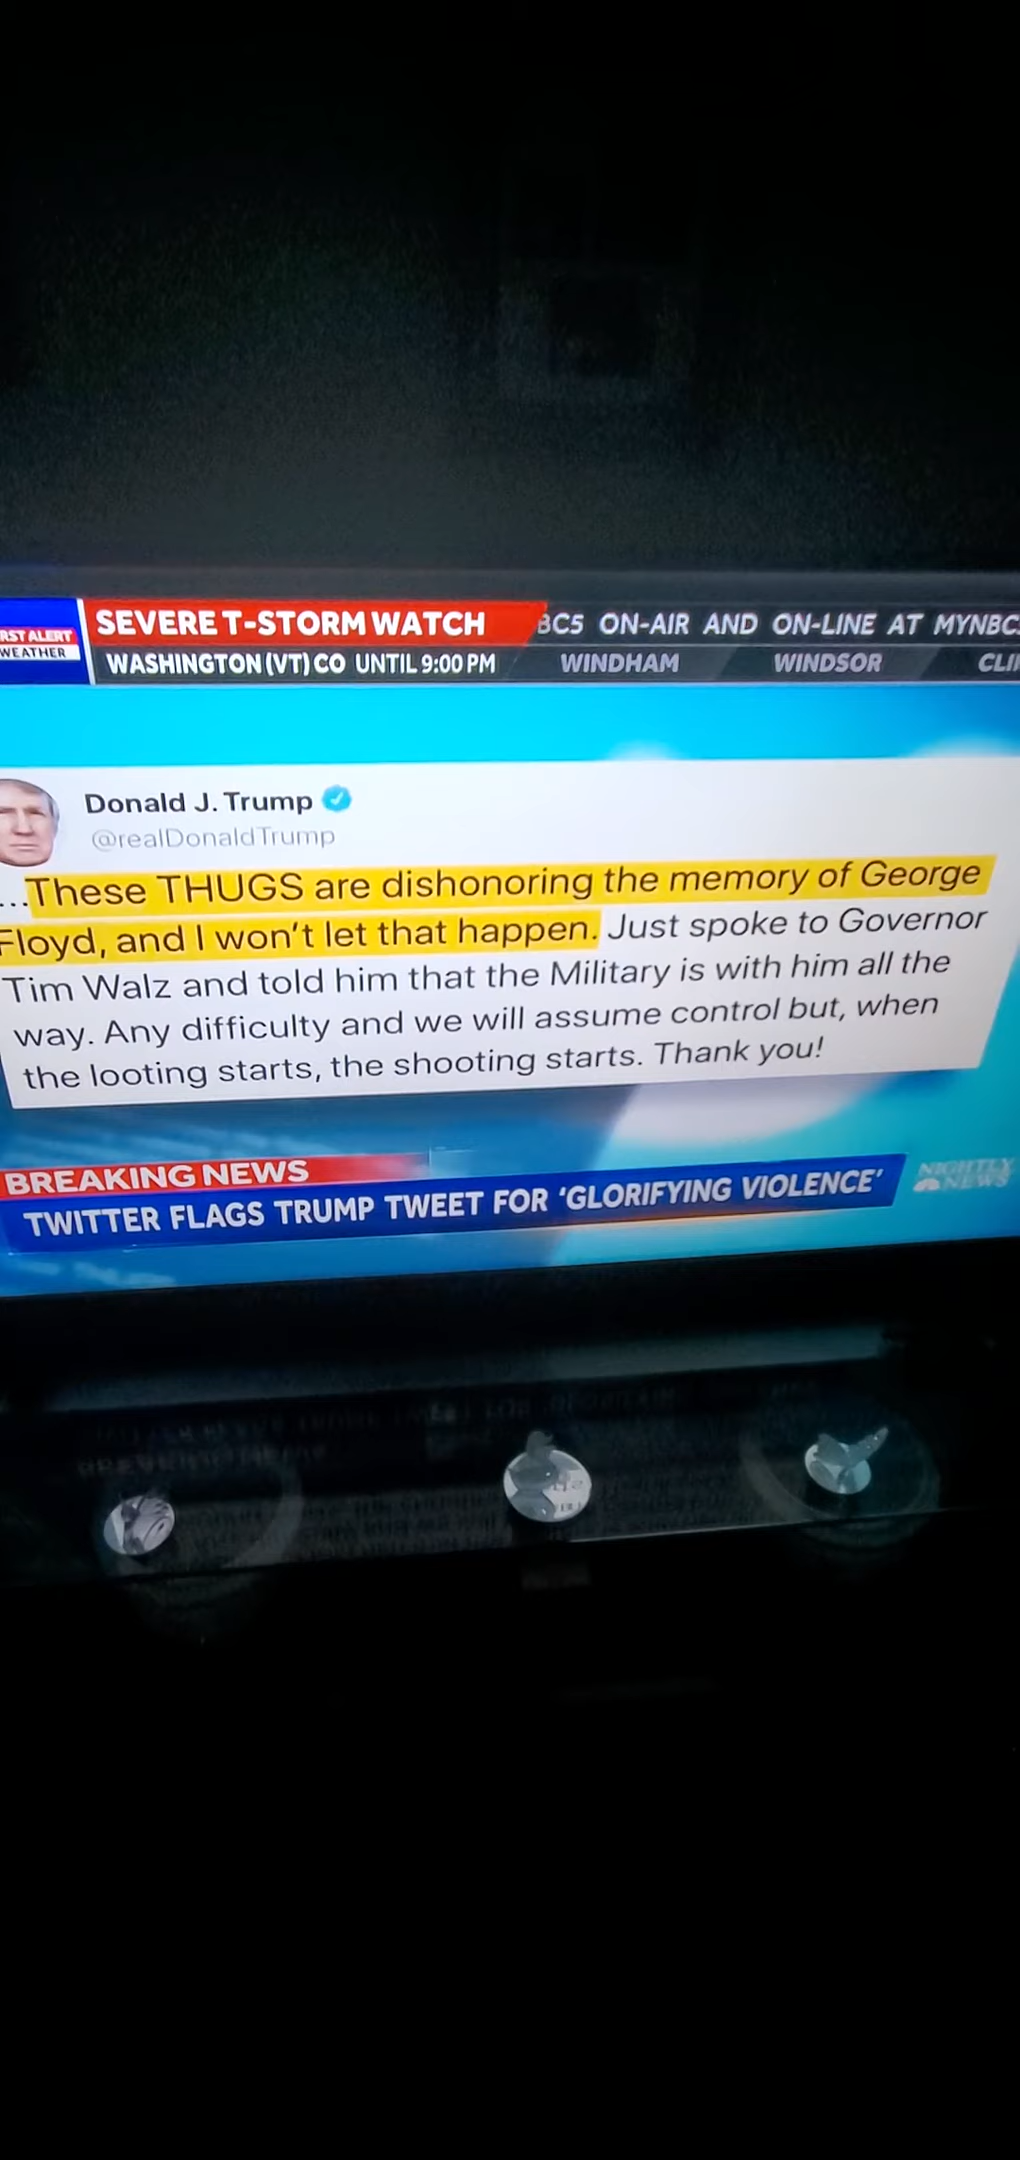 RST ALERT
WEATHER
SEVERE T-STORM WATCH
BC5 ON-AIR AND ON-LINE AT MYNBC
WASHINGTON (VT) CO UNTIL 9:00 PM
WINDHAM WINDSOR CLI
Donald J. Trump
@realDonaldTrump
...These THUGS are dishonoring the memory of George
Floyd, and I won't let that happen. Just spoke to Governor
Tim Walz and told him that the Military is with him all the
way. Any difficulty and we will assume control but, when
the looting starts, the shooting starts. Thank you!
BREAKING NEWS
TWITTER FLAGS TRUMP TWEET FOR 'GLORIFYING VIOLENCE'
NIGHTLY
NEWS